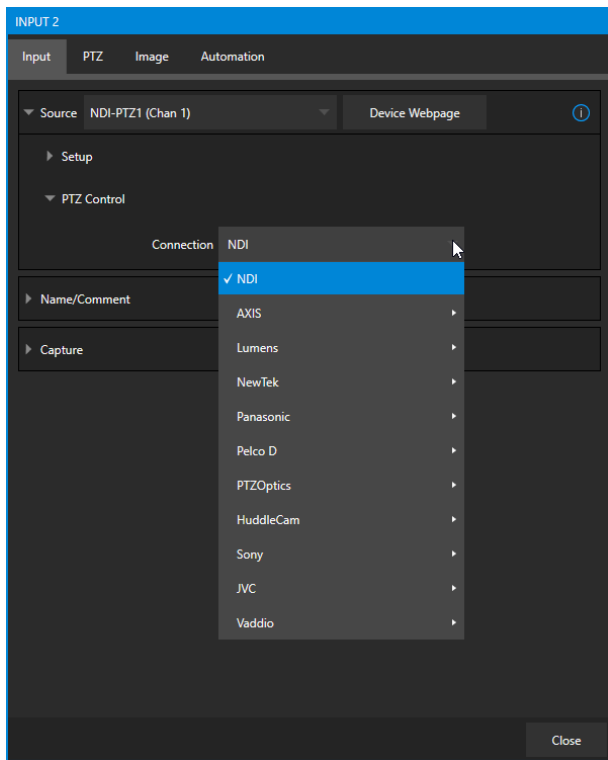 INPUT 2
Input PTZ Image Automation
Source NDI-PTZ1 (Chan 1) Device Webpage
Setup
PTZ Control
Connection NDI
✓ NDI
Name/Comment
AXIS
Capture
Lumens
NewTek
Panasonic
Pelco D
PTZOptics
HuddleCam
Sony
JVC
Vaddio
Close